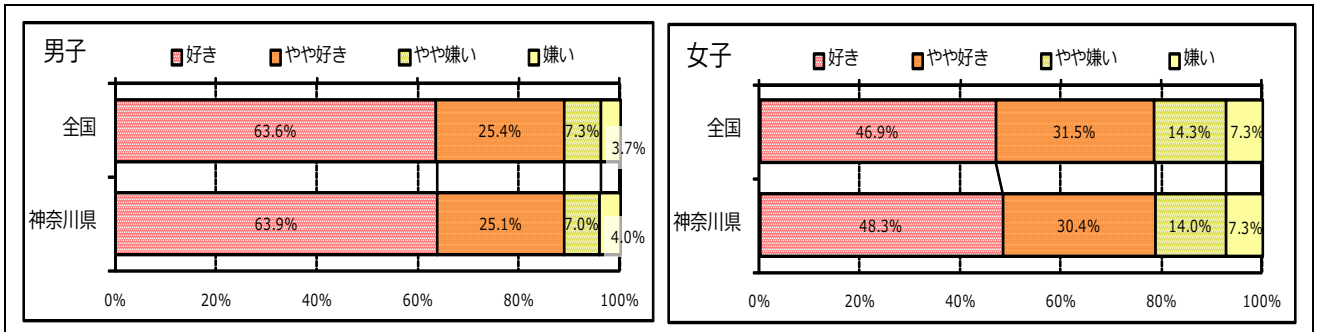 男子
好き やや好き やや嫌い 嫌い
全国 63.6% 25.4% 7.3% 3.7%
神奈川県 63.9% 25.1% 7.0% 4.0%
0% 20% 40% 60% 80% 100%
女子
好き やや好き やや嫌い 嫌い
全国 46.9% 31.5% 14.3% 7.3%
神奈川県 48.3% 30.4% 14.0% 7.3%
0% 20% 40% 60% 80% 100%